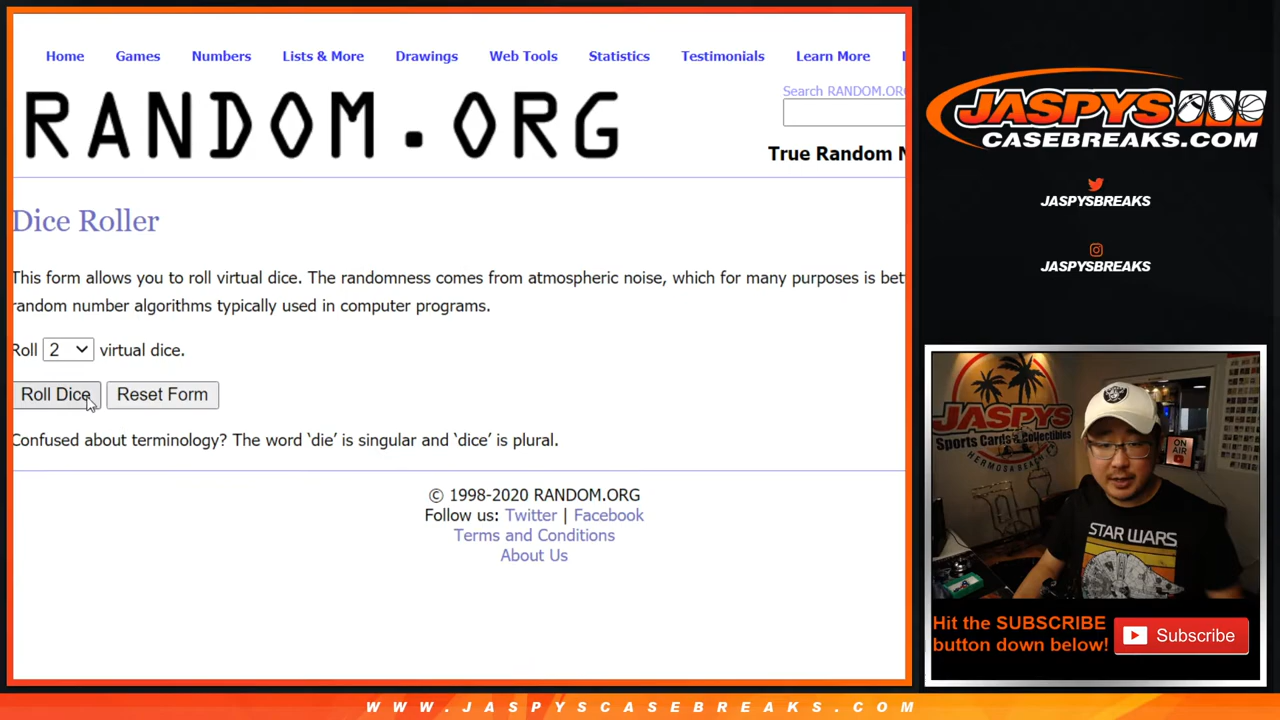 Home Games Numbers Lists & More Drawings Web Tools Statistics Testimonials Learn More
RANDOM.ORG
Search RANDOM.ORG
True Random N
Dice Roller
This form allows you to roll virtual dice. The randomness comes from atmospheric noise, which for many purposes is bet
random number algorithms typically used in computer programs.
Roll 2 virtual dice.
Roll Dice Reset Form
Confused about terminology? The word 'die' is singular and 'dice' is plural.
© 1998-2020 RANDOM.ORG
Follow us: Twitter | Facebook
Terms and Conditions
About Us
JASPYS
CASEBREAKS.COM
JASPYSBREAKS
JASPYSBREAKS
JASPYS
Sports Cards & Collectibles
HERMOSA BEACH
ON AIR
STAR WARS
Hit the SUBSCRIBE
button down below!
Subscribe
WWW.JASPYSCASEBREAKS.COM